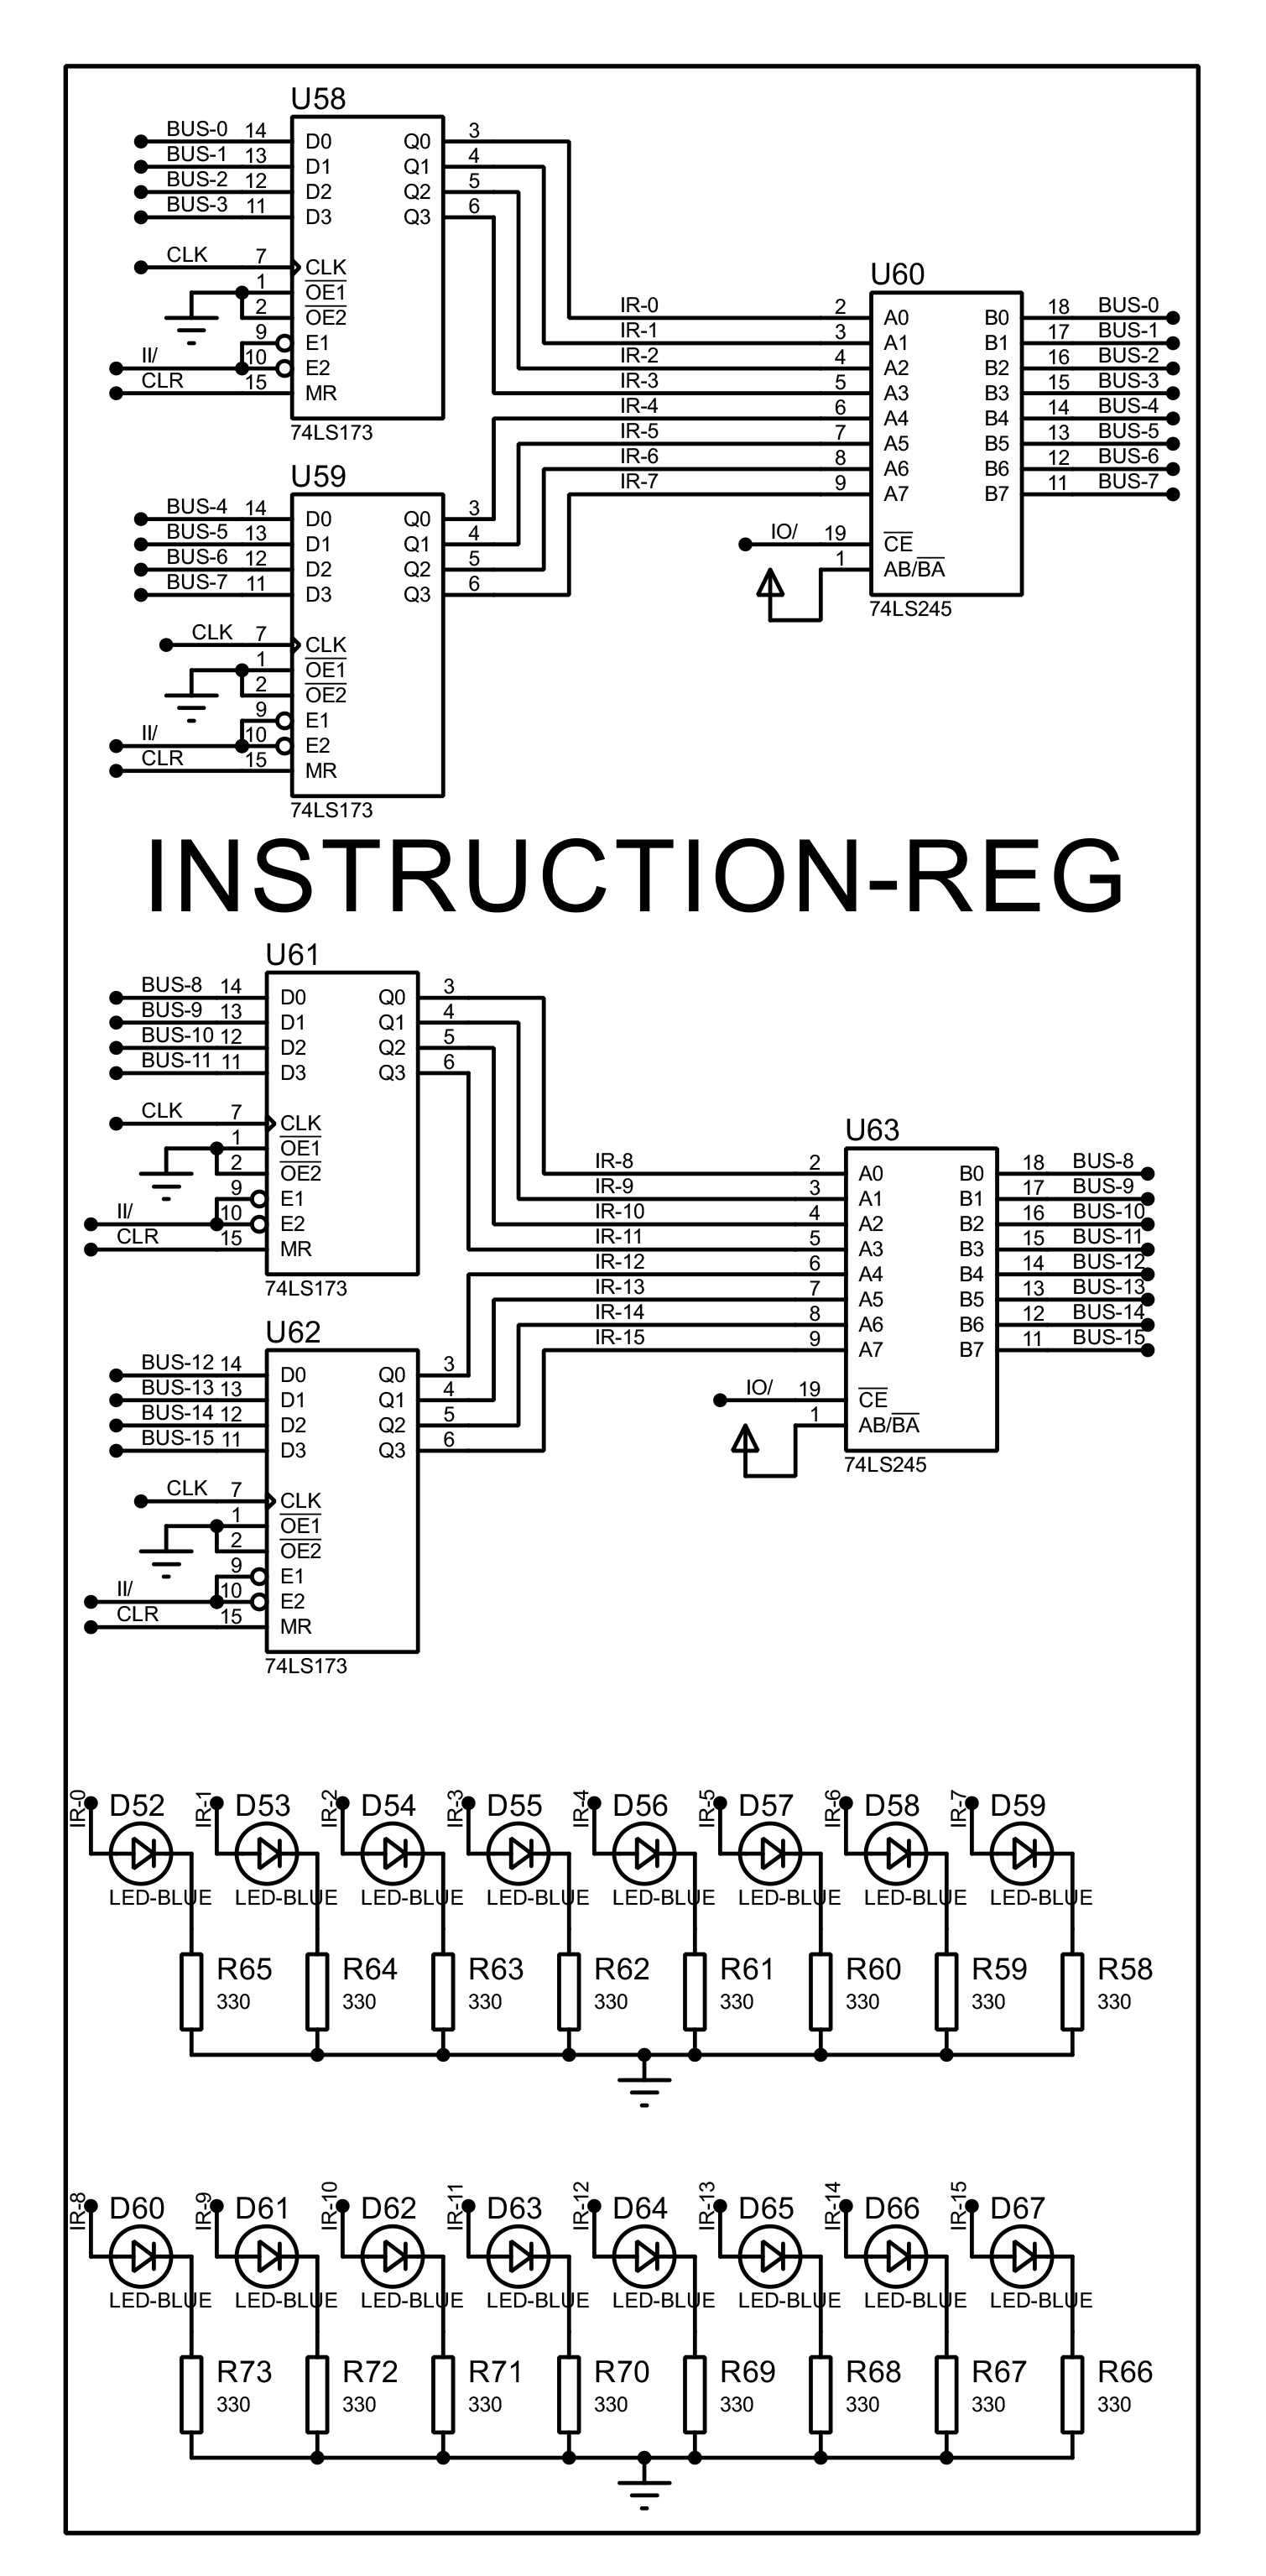 U58
BUS-0 14 D0 Q0 3
BUS-1 13 D1 Q1 4
BUS-2 12 D2 Q2 5
BUS-3 11 D3 Q3 6
CLK 7 CLK
1 OE1
2 OE2
9 E1
II/ 10 E2
CLR 15 MR
74LS173
U60
IR-0 2 A0 B0 18 BUS-0
IR-1 3 A1 B1 17 BUS-1
IR-2 4 A2 B2 16 BUS-2
IR-3 5 A3 B3 15 BUS-3
IR-4 6 A4 B4 14 BUS-4
IR-5 7 A5 B5 13 BUS-5
IR-6 8 A6 B6 12 BUS-6
IR-7 9 A7 B7 11 BUS-7
IO/ 19 CE
1 AB/BA
74LS245
U59
BUS-4 14 D0 Q0 3
BUS-5 13 D1 Q1 4
BUS-6 12 D2 Q2 5
BUS-7 11 D3 Q3 6
CLK 7 CLK
1 OE1
2 OE2
9 E1
II/ 10 E2
CLR 15 MR
74LS173
INSTRUCTION-REG
U61
BUS-8 14 D0 Q0 3
BUS-9 13 D1 Q1 4
BUS-10 12 D2 Q2 5
BUS-11 11 D3 Q3 6
CLK 7 CLK
1 OE1
2 OE2
9 E1
II/ 10 E2
CLR 15 MR
74LS173
U63
IR-8 2 A0 B0 18 BUS-8
IR-9 3 A1 B1 17 BUS-9
IR-10 4 A2 B2 16 BUS-10
IR-11 5 A3 B3 15 BUS-11
IR-12 6 A4 B4 14 BUS-12
IR-13 7 A5 B5 13 BUS-13
IR-14 8 A6 B6 12 BUS-14
IR-15 9 A7 B7 11 BUS-15
IO/ 19 CE
1 AB/BA
74LS245
U62
BUS-12 14 D0 Q0 3
BUS-13 13 D1 Q1 4
BUS-14 12 D2 Q2 5
BUS-15 11 D3 Q3 6
CLK 7 CLK
1 OE1
2 OE2
9 E1
II/ 10 E2
CLR 15 MR
74LS173
IR-0 D52 IR-1 D53 IR-2 D54 IR-3 D55 IR-4 D56 IR-5 D57 IR-6 D58 IR-7 D59
LED-BLUE LED-BLUE LED-BLUE LED-BLUE LED-BLUE LED-BLUE LED-BLUE LED-BLUE
R65 R64 R63 R62 R61 R60 R59 R58
330 330 330 330 330 330 330 330
IR-8 D60 IR-9 D61 IR-10 D62 IR-11 D63 IR-12 D64 IR-13 D65 IR-14 D66 IR-15 D67
LED-BLUE LED-BLUE LED-BLUE LED-BLUE LED-BLUE LED-BLUE LED-BLUE LED-BLUE
R73 R72 R71 R70 R69 R68 R67 R66
330 330 330 330 330 330 330 330